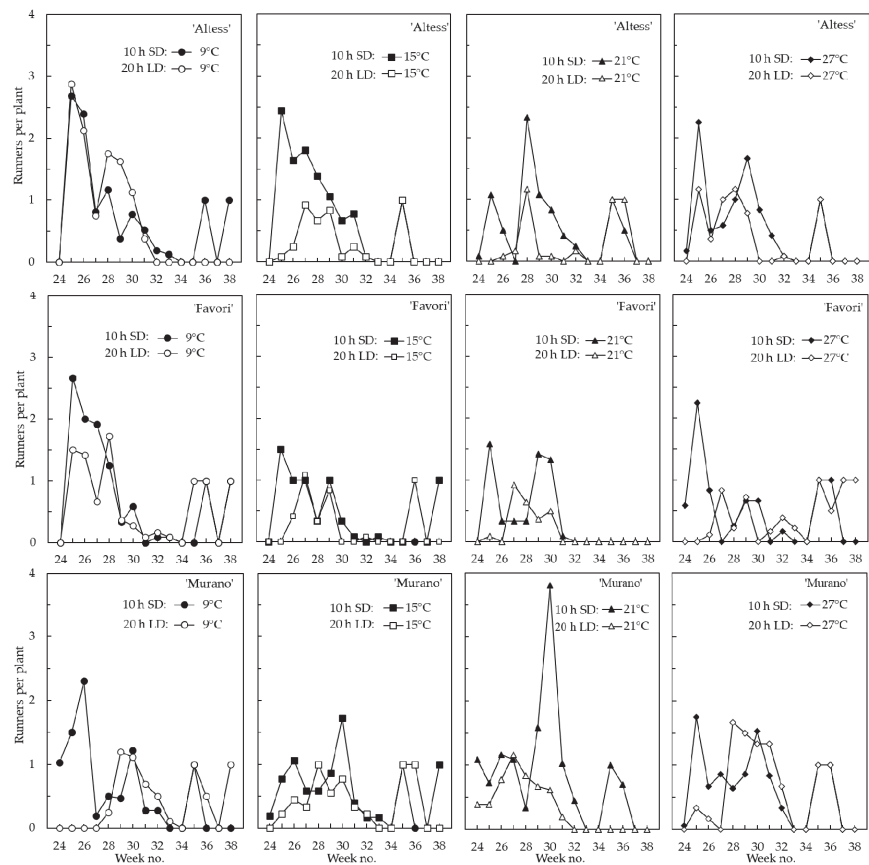 4 'Altess' 'Altess' 'Altess' 'Altess'
10 h SD: 9°C 10 h SD: 15°C 10 h SD: 21°C 10 h SD: 27°C
20 h LD: 9°C 20 h LD: 15°C 20 h LD: 21°C 20 h LD: 27°C
3
2
1
0
Runners per plant
24 26 28 30 32 34 36 38 24 26 28 30 32 34 36 38 24 26 28 30 32 34 36 38 24 26 28 30 32 34 36 38
4 'Favori' 'Favori' 'Favori' 'Favori'
10 h SD: 9°C 10 h SD: 15°C 10 h SD: 21°C 10 h SD: 27°C
20 h LD: 9°C 20 h LD: 15°C 20 h LD: 21°C 20 h LD: 27°C
3
2
1
0
Runners per plant
24 26 28 30 32 34 36 38 24 26 28 30 32 34 36 38 24 26 28 30 32 34 36 38 24 26 28 30 32 34 36 38
4 'Murano' 'Murano' 'Murano' 'Murano'
10 h SD: 9°C 10 h SD: 15°C 10 h SD: 21°C 10 h SD: 27°C
20 h LD: 9°C 20 h LD: 15°C 20 h LD: 21°C 20 h LD: 27°C
3
2
1
0
Runners per plant
24 26 28 30 32 34 36 38 24 26 28 30 32 34 36 38 24 26 28 30 32 34 36 38 24 26 28 30 32 34 36 38
Week no. Week no. Week no. Week no.